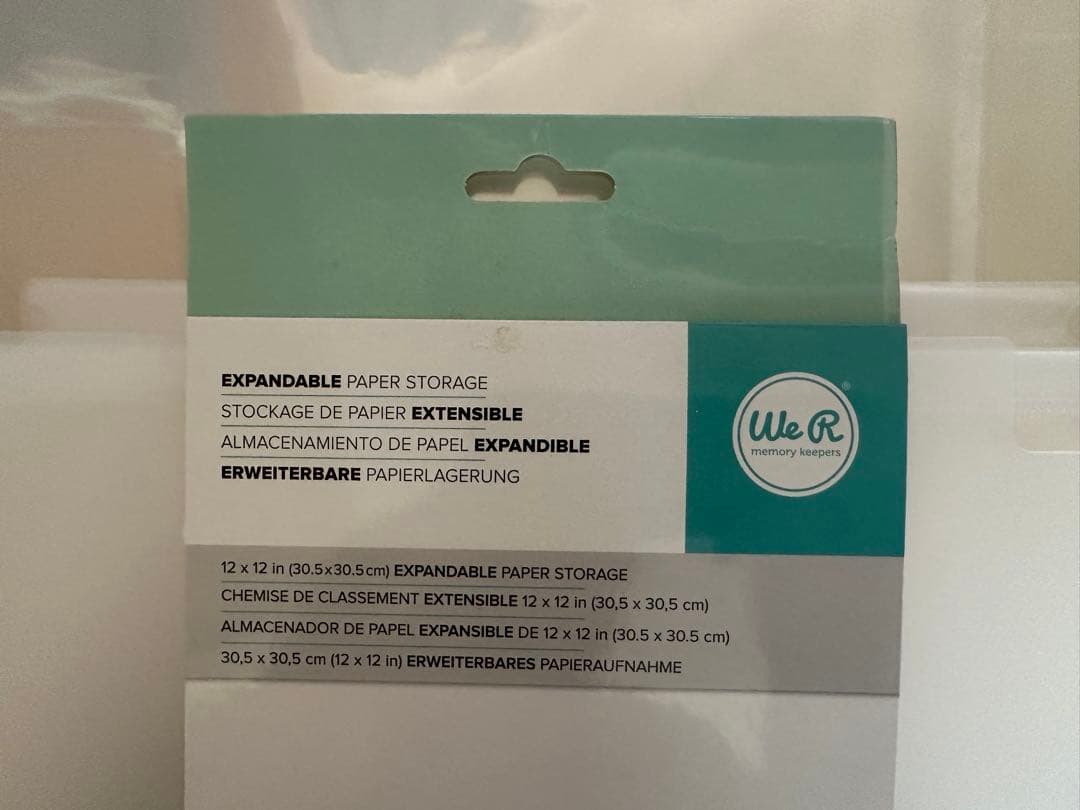 EXPANDABLE PAPER STORAGE
STOCKAGE DE PAPIER EXTENSIBLE
ALMACENAMIENTO DE PAPEL EXPANDIBLE
ERWEITERBARE PAPIERLAGERUNG
We R®
memory keepers
12 x 12 in (30.5x30.5cm) EXPANDABLE PAPER STORAGE
CHEMISE DE CLASSEMENT EXTENSIBLE 12 x 12 in (30,5 x 30,5 cm)
ALMACENADOR DE PAPEL EXPANSIBLE DE 12 x 12 in (30.5 x 30.5 cm)
30,5 x 30,5 cm (12 x 12 in) ERWEITERBARES PAPIERAUFNAHME